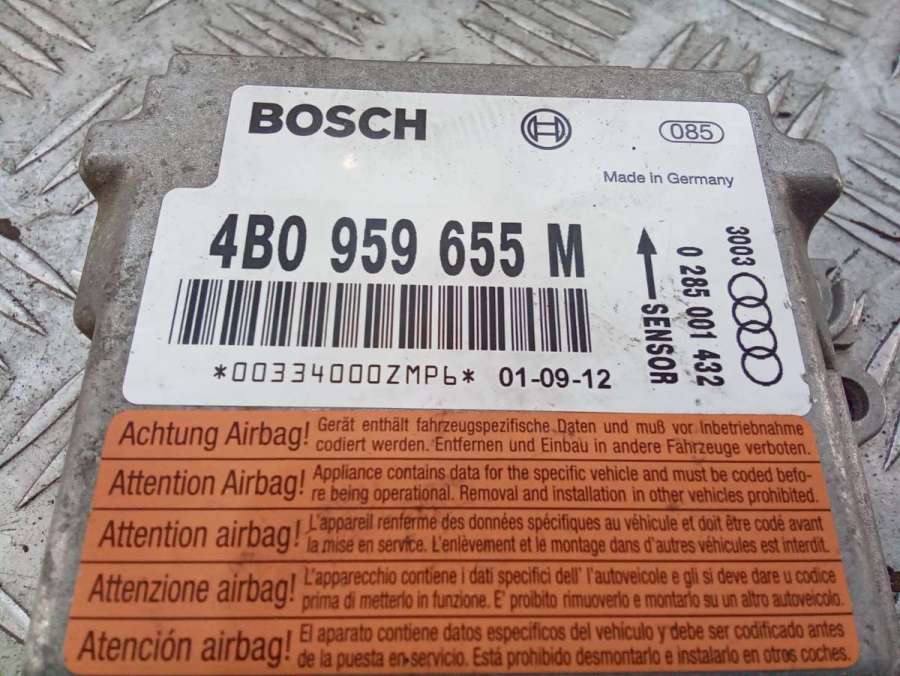 BOSCH
085
Made in Germany
4B0 959 655 M
*00334000ZMP6* 01-09-12
SENSOR
0 285 001 432
3003
Achtung Airbag! Gerät enthält fahrzeugspezifische Daten und muß vor Inbetriebnahme
codiert werden. Entfernen und Einbau in andere Fahrzeuge verboten.
Attention Airbag! Appliance contains data for the specific vehicle and must be coded befo-
re being operational. Removal and installation in other vehicles prohibited.
Attention airbag! L'appareil renferme des données spécifiques au véhicule et doit être codé avant
la mise en service. L'enlèvement et le montage dans d'autres véhicules est interdit.
Attenzione airbag! L'apparecchio contiene i dati specifici dell' l'autoveicole e gli si deve dare u codice
prima di metterlo in funzione. E' proibito rimuoverlo e montarlo su un altro autoveicolo.
Atención airbag! El aparato contiene datos especificos del vehículo y debe ser codificado antes
de la puesta en servicio. Está prohibido desmontarlo e instalarlo en otros coches.